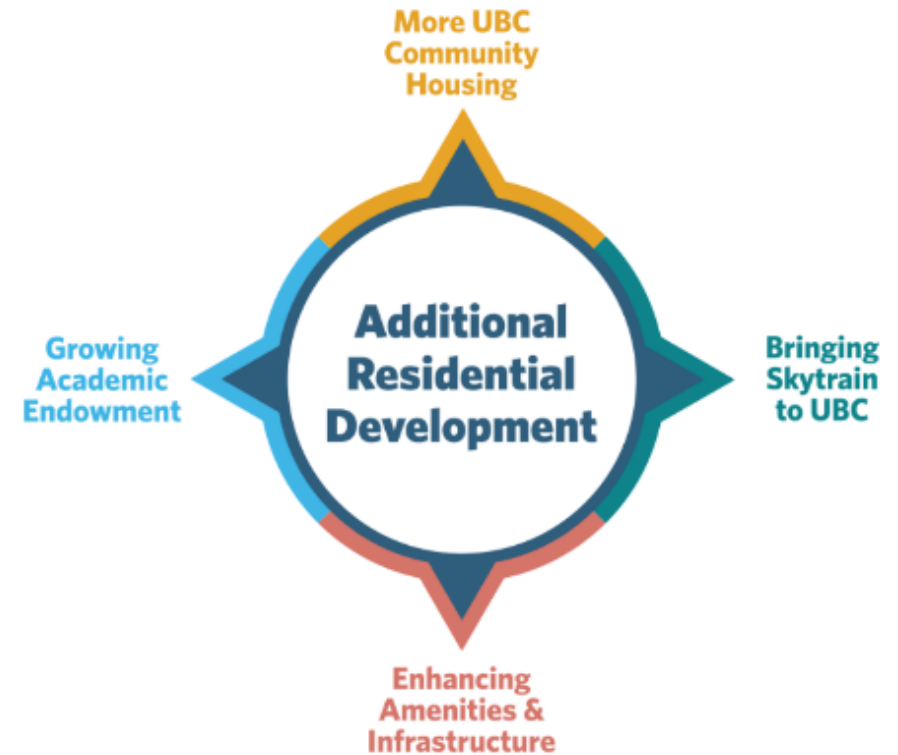 More UBC
Community
Housing
Growing
Academic
Endowment
Additional
Residential
Development
Bringing
Skytrain
to UBC
Enhancing
Amenities &
Infrastructure